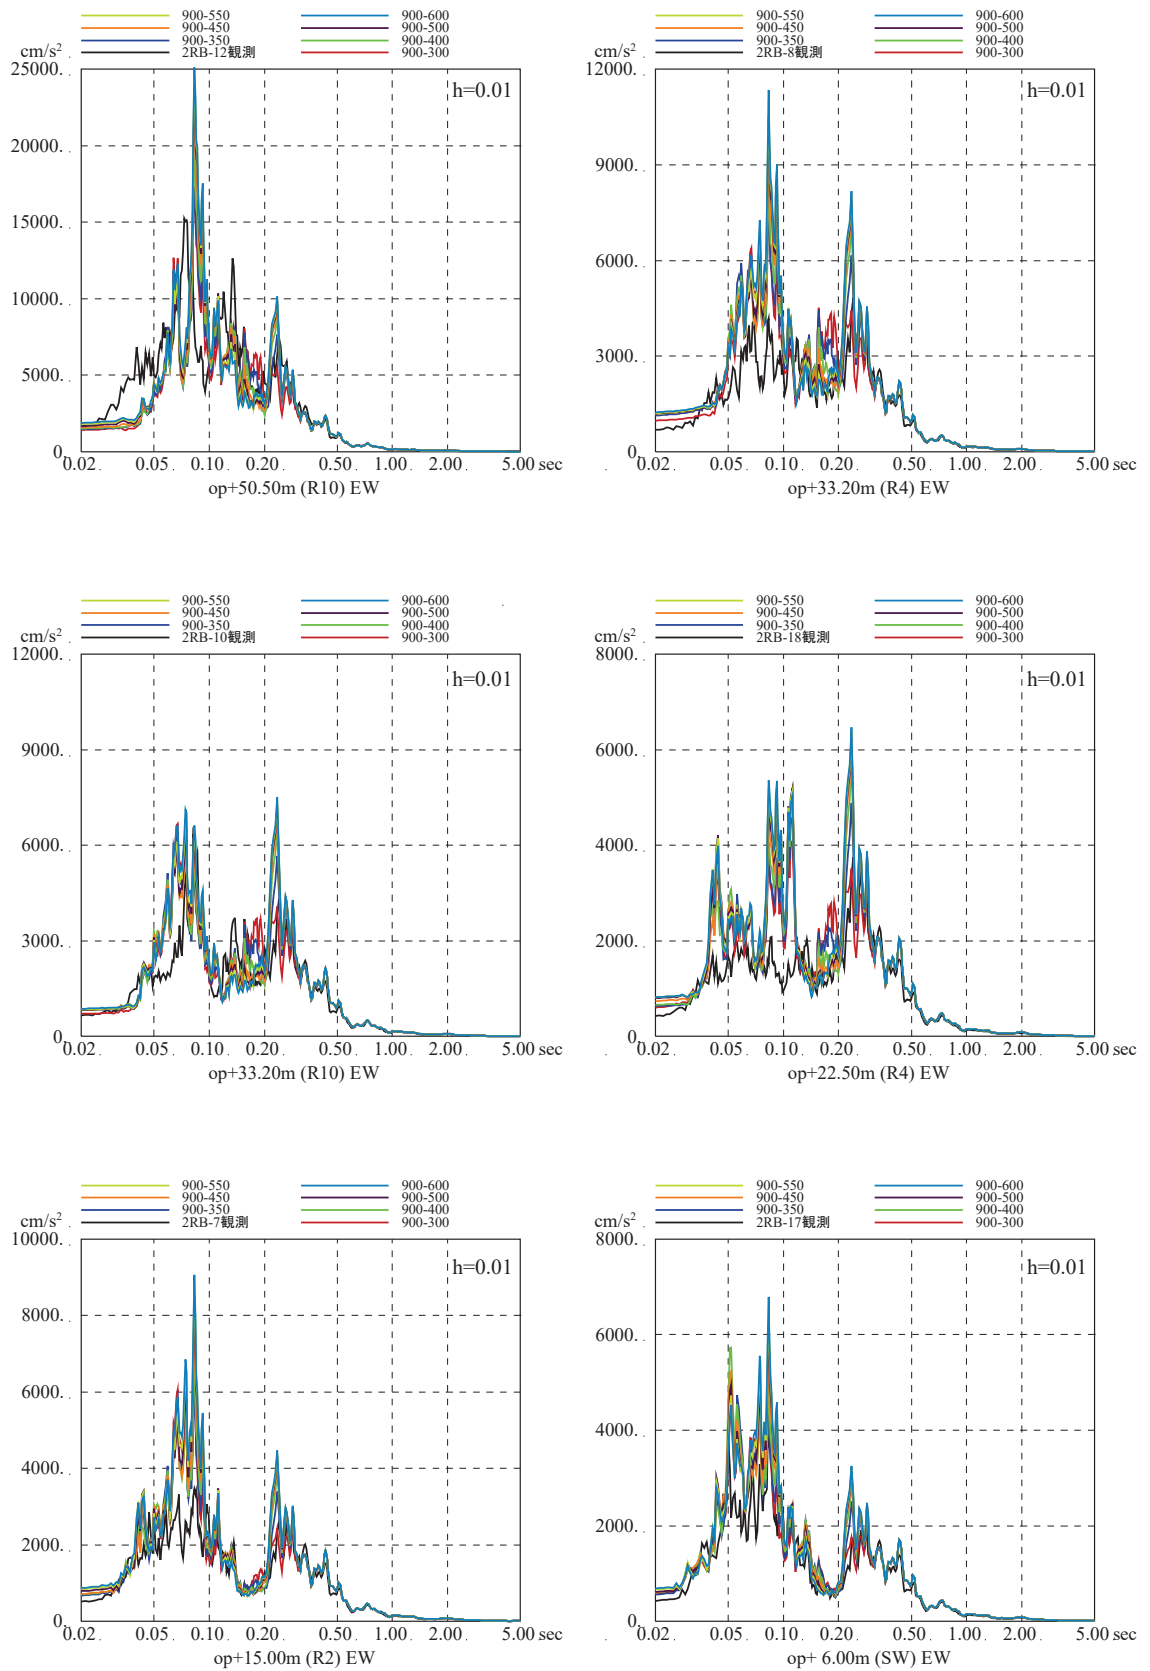 900-550 900-600
900-450 900-500
900-350 900-400
2RB-12観測 900-300
cm/s²
h=0.01
25000.
20000.
15000.
10000.
5000.
0.
0.02 0.05 0.10 0.20 0.50 1.00 2.00 5.00 sec
op+50.50m (R10) EW
900-550 900-600
900-450 900-500
900-350 900-400
2RB-8観測 900-300
cm/s²
h=0.01
12000.
9000.
6000.
3000.
0.
0.02 0.05 0.10 0.20 0.50 1.00 2.00 5.00 sec
op+33.20m (R4) EW
900-550 900-600
900-450 900-500
900-350 900-400
2RB-10観測 900-300
cm/s²
h=0.01
12000.
9000.
6000.
3000.
0.
0.02 0.05 0.10 0.20 0.50 1.00 2.00 5.00 sec
op+33.20m (R10) EW
900-550 900-600
900-450 900-500
900-350 900-400
2RB-18観測 900-300
cm/s²
h=0.01
8000.
6000.
4000.
2000.
0.
0.02 0.05 0.10 0.20 0.50 1.00 2.00 5.00 sec
op+22.50m (R4) EW
900-550 900-600
900-450 900-500
900-350 900-400
2RB-7観測 900-300
cm/s²
h=0.01
10000.
8000.
6000.
4000.
2000.
0.
0.02 0.05 0.10 0.20 0.50 1.00 2.00 5.00 sec
op+15.00m (R2) EW
900-550 900-600
900-450 900-500
900-350 900-400
2RB-17観測 900-300
cm/s²
h=0.01
8000.
6000.
4000.
2000.
0.
0.02 0.05 0.10 0.20 0.50 1.00 2.00 5.00 sec
op+ 6.00m (SW) EW